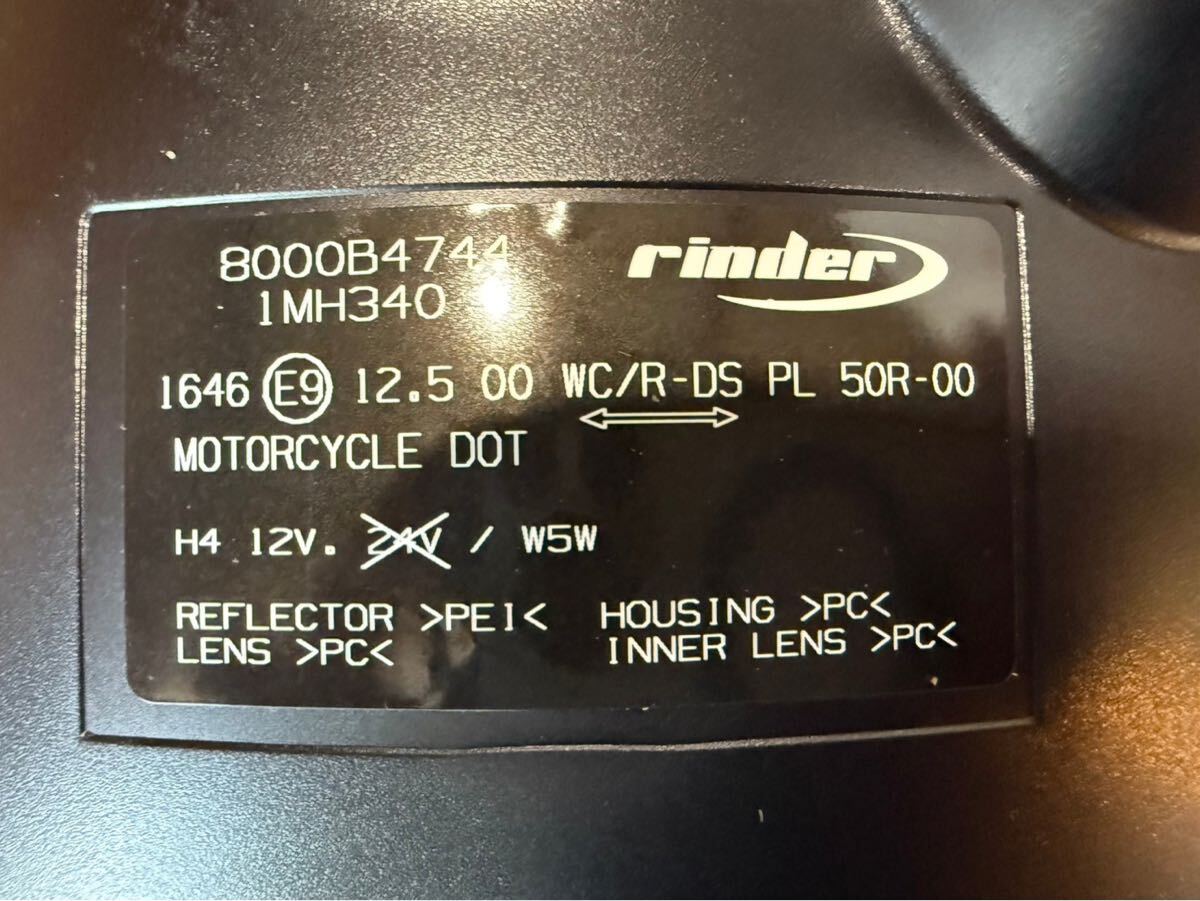 8000B4744
rinder
1MH340
1646 E9 12.5 00 WC/R-DS PL 50R-00
MOTORCYCLE DOT
H4 12V. 24V / W5W
REFLECTOR >PEI< HOUSING >PC<
LENS >PC< INNER LENS >PC<